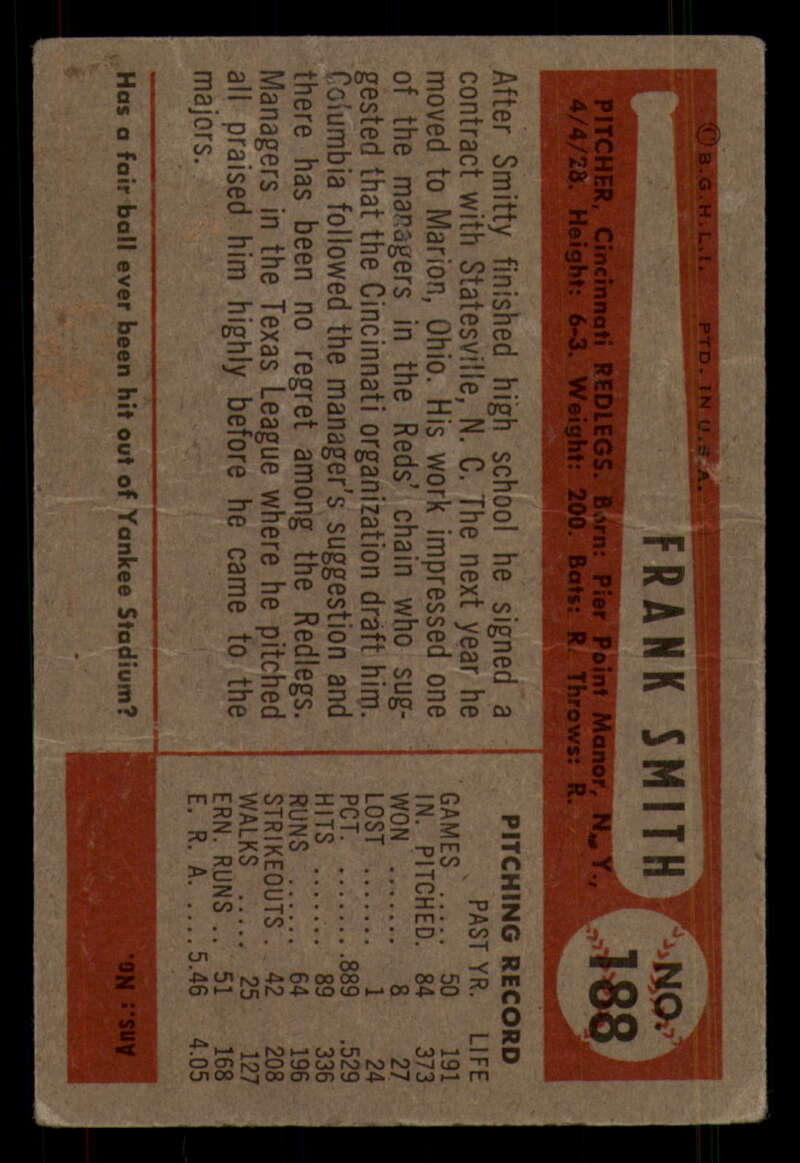 © B.G.H.L.I. PTD. IN U.S.A.
FRANK SMITH
NO.
188
PITCHER, Cincinnati REDLEGS. Born: Pier Point Manor, N. Y.,
4/4/28. Height: 6-3. Weight: 200. Bats: R. Throws: R.
After Smitty finished high school he signed a
contract with Statesville, N. C. The next year he
moved to Marion, Ohio. His work impressed one
of the managers in the Reds' chain who sug-
gested that the Cincinnati organization draft him.
Columbia followed the manager's suggestion and
there has been no regret among the Redlegs.
Managers in the Texas League where he pitched
all praised him highly before he came to the
majors.
PITCHING RECORD
PAST YR. LIFE
GAMES ..... 50 191
IN. PITCHED. 84 373
WON ....... 8 27
LOST ....... 1 24
PCT. ........ .889 .529
HITS ....... 89 336
RUNS ...... 64 196
STRIKEOUTS . 42 208
WALKS ..... 25 127
ERN. RUNS .. 51 168
E. R. A. .... 5.46 4.05
Has a fair ball ever been hit out of Yankee Stadium?
Ans.: No.